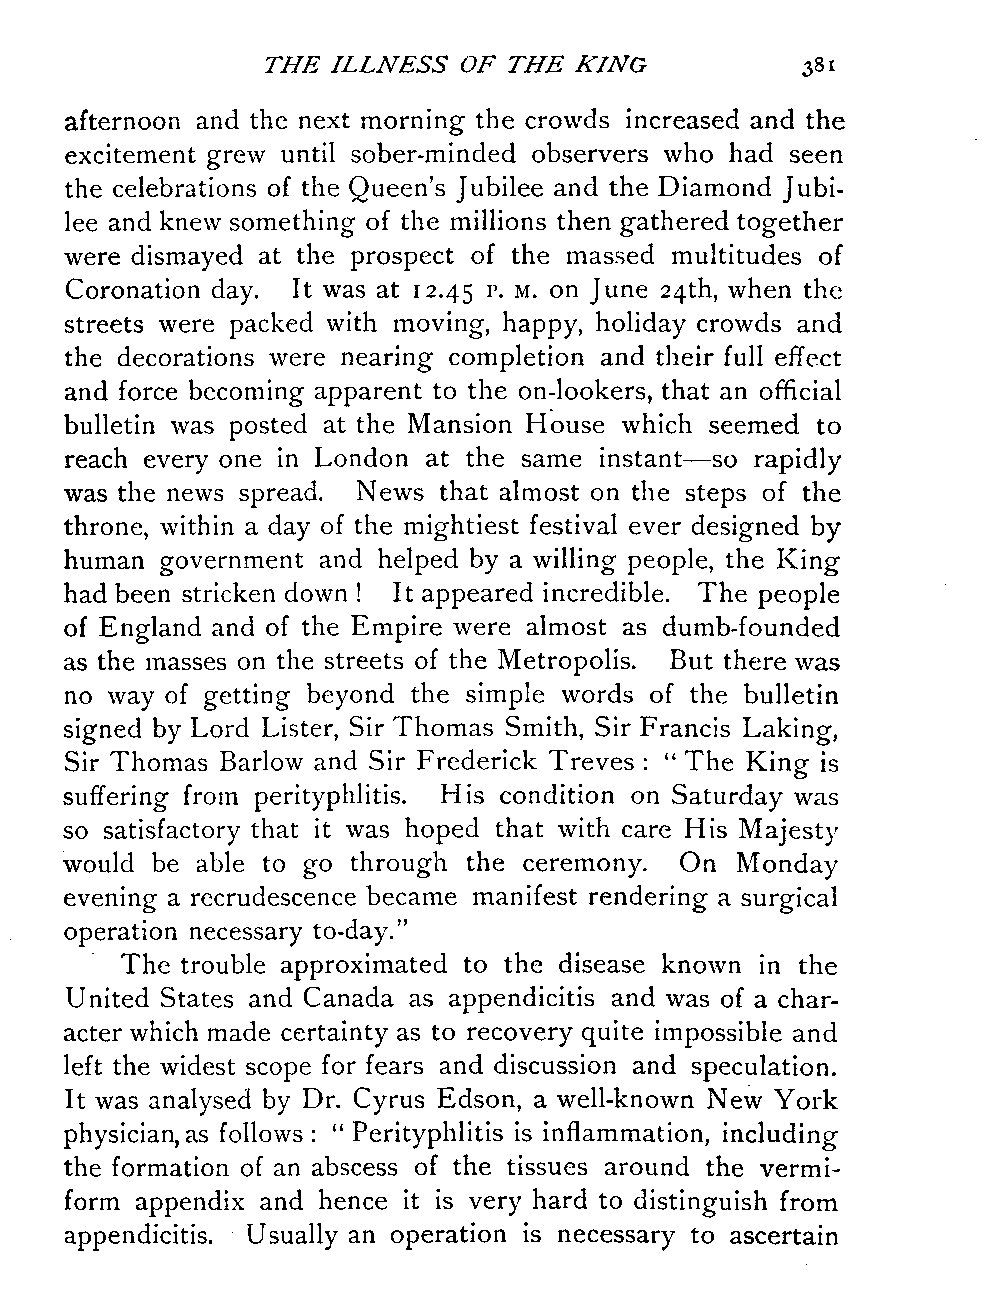 THE ILLNESS OF THE KING 381
afternoon and the next morning the crowds increased and the
excitement grew until sober-minded observers who had seen
the celebrations of the Queen's Jubilee and the Diamond Jubi-
lee and knew something of the millions then gathered together
were dismayed at the prospect of the massed multitudes of
Coronation day. It was at 12.45 P. M. on June 24th, when the
streets were packed with moving, happy, holiday crowds and
the decorations were nearing completion and their full effect
and force becoming apparent to the on-lookers, that an official
bulletin was posted at the Mansion House which seemed to
reach every one in London at the same instant—so rapidly
was the news spread. News that almost on the steps of the
throne, within a day of the mightiest festival ever designed by
human government and helped by a willing people, the King
had been stricken down ! It appeared incredible. The people
of England and of the Empire were almost as dumb-founded
as the masses on the streets of the Metropolis. But there was
no way of getting beyond the simple words of the bulletin
signed by Lord Lister, Sir Thomas Smith, Sir Francis Laking,
Sir Thomas Barlow and Sir Frederick Treves : “ The King is
suffering from perityphlitis. His condition on Saturday was
so satisfactory that it was hoped that with care His Majesty
would be able to go through the ceremony. On Monday
evening a recrudescence became manifest rendering a surgical
operation necessary to-day.”
The trouble approximated to the disease known in the
United States and Canada as appendicitis and was of a char-
acter which made certainty as to recovery quite impossible and
left the widest scope for fears and discussion and speculation.
It was analysed by Dr. Cyrus Edson, a well-known New York
physician, as follows : “ Perityphlitis is inflammation, including
the formation of an abscess of the tissues around the vermi-
form appendix and hence it is very hard to distinguish from
appendicitis. Usually an operation is necessary to ascertain